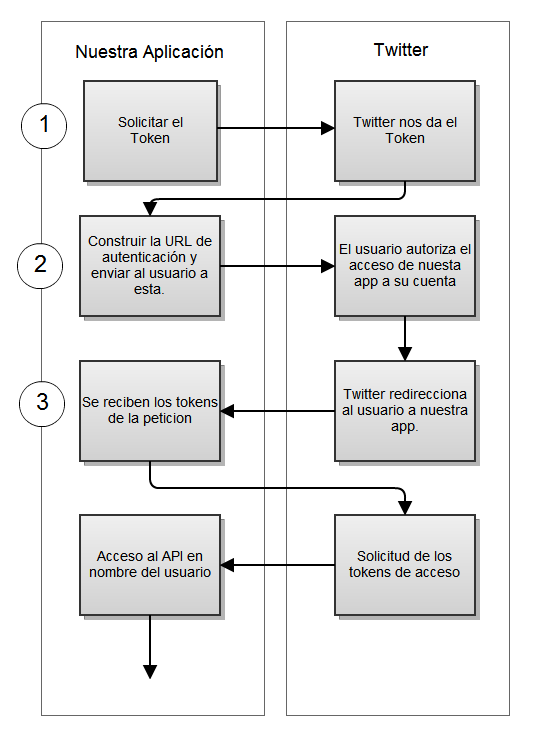 Nuestra Aplicación
Twitter
1
Solicitar el
Token
Twitter nos da el
Token
2
Construir la URL de
autenticación y
enviar al usuario a
esta.
El usuario autoriza el
acceso de nuesta
app a su cuenta
3
Se reciben los tokens
de la peticion
Twitter redirecciona
al usuario a nuestra
app.
Acceso al API en
nombre del usuario
Solicitud de los
tokens de acceso